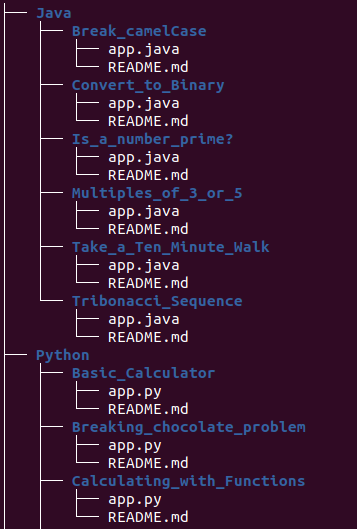 Java
Break_camelCase
app.java
README.md
Convert_to_Binary
app.java
README.md
Is_a_number_prime?
app.java
README.md
Multiples_of_3_or_5
app.java
README.md
Take_a_Ten_Minute_Walk
app.java
README.md
Tribonacci_Sequence
app.java
README.md
Python
Basic_Calculator
app.py
README.md
Breaking_chocolate_problem
app.py
README.md
Calculating_with_Functions
app.py
README.md